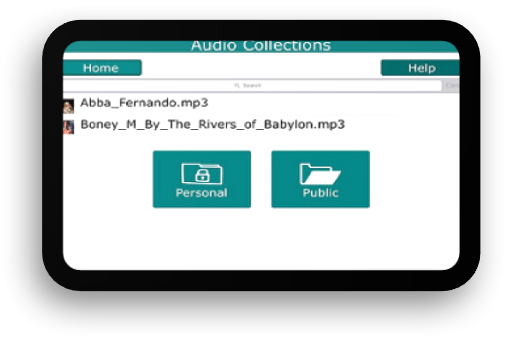 Audio Collections
Home
Help
Search
Abba_Fernando.mp3
Boney_M_By_The_Rivers_of_Babylon.mp3
Personal
Public